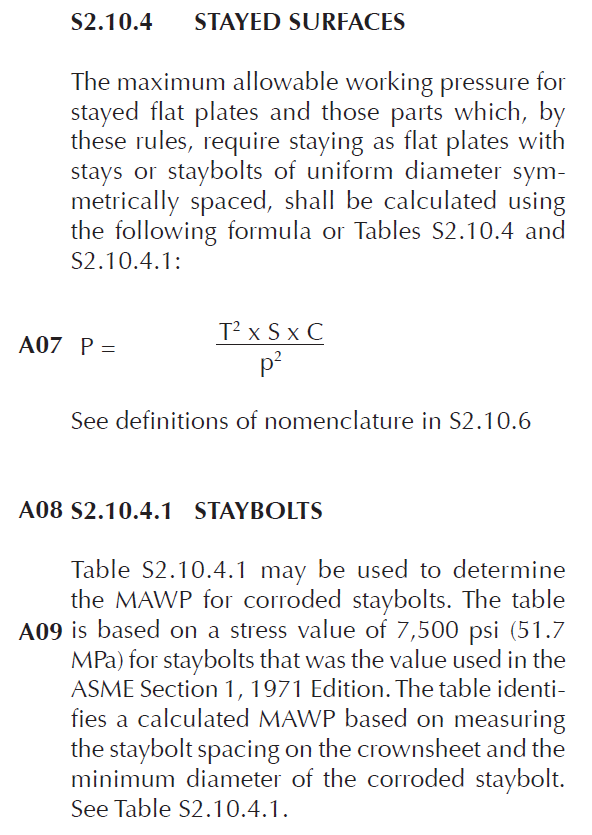 S2.10.4 STAYED SURFACES
The maximum allowable working pressure for
stayed flat plates and those parts which, by
these rules, require staying as flat plates with
stays or staybolts of uniform diameter sym-
metrically spaced, shall be calculated using
the following formula or Tables S2.10.4 and
S2.10.4.1:
A07 P = T² x S x C
p²
See definitions of nomenclature in S2.10.6
A08 S2.10.4.1 STAYBOLTS
Table S2.10.4.1 may be used to determine
the MAWP for corroded staybolts. The table
A09 is based on a stress value of 7,500 psi (51.7
MPa) for staybolts that was the value used in the
ASME Section 1, 1971 Edition. The table identi-
fies a calculated MAWP based on measuring
the staybolt spacing on the crownsheet and the
minimum diameter of the corroded staybolt.
See Table S2.10.4.1.